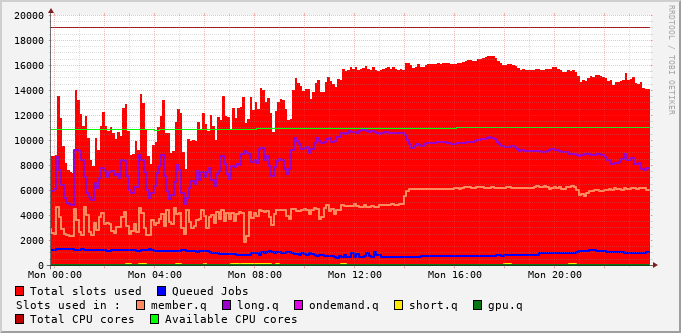 20000
18000
16000
14000
12000
10000
8000
6000
4000
2000
0
Mon 00:00 Mon 04:00 Mon 08:00 Mon 12:00 Mon 16:00 Mon 20:00
Total slots used Queued Jobs
Slots used in : member.q long.q ondemand.q short.q gpu.q
Total CPU cores Available CPU cores
RRDTOOL / TOBI OETIKER